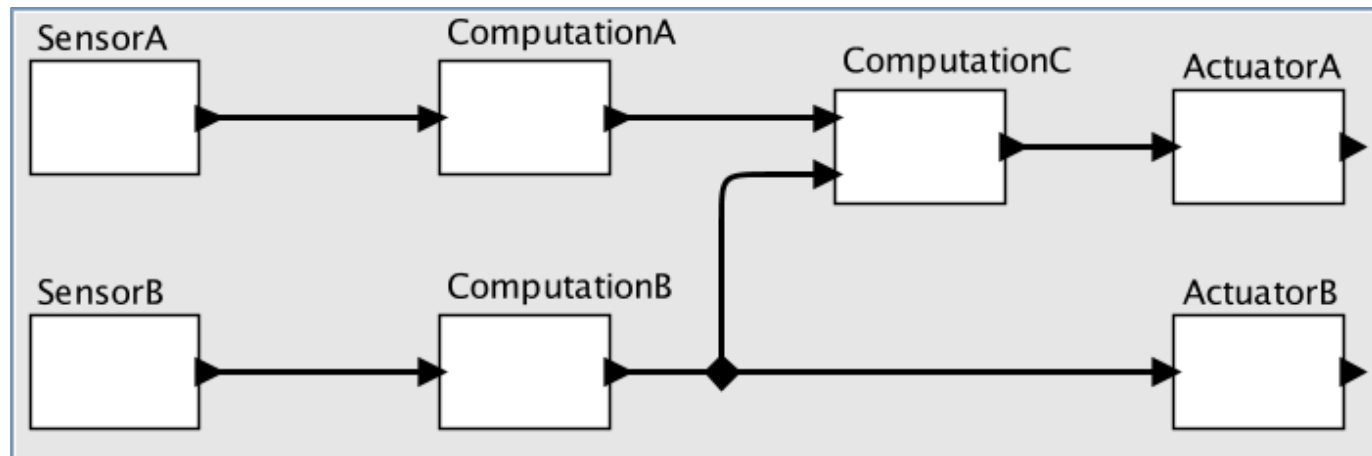 SensorA
ComputationA
ComputationC
ActuatorA
SensorB
ComputationB
ActuatorB